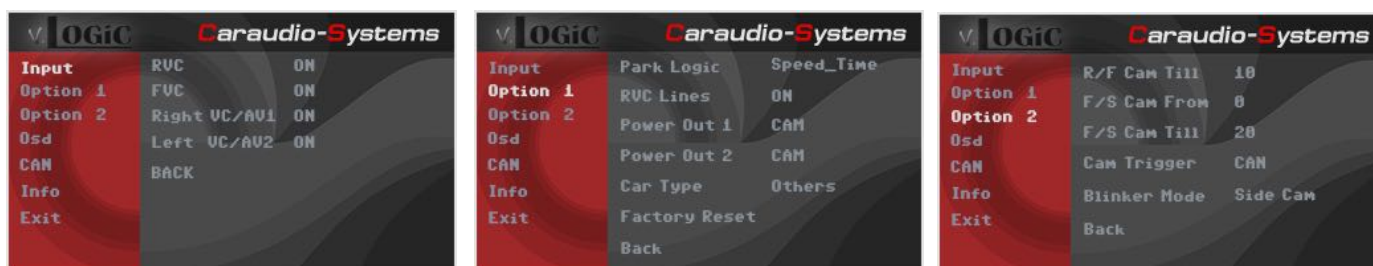 V.LOGiC Caraudio-Systems
Input RVC ON
Option 1 FVC ON
Option 2 Right VC/AV1 ON
Osd Left VC/AV2 ON
CAN BACK
Info
Exit
V.LOGiC Caraudio-Systems
Input Park Logic Speed_Time
Option 1 RVC Lines ON
Option 2 Power Out 1 CAM
Osd Power Out 2 CAM
CAN Car Type Others
Info Factory Reset
Exit Back
V.LOGiC Caraudio-Systems
Input R/F Cam Till 10
Option 1 F/S Cam From 0
Option 2 F/S Cam Till 20
Osd Cam Trigger CAN
CAN Blinker Mode Side Cam
Info Back
Exit